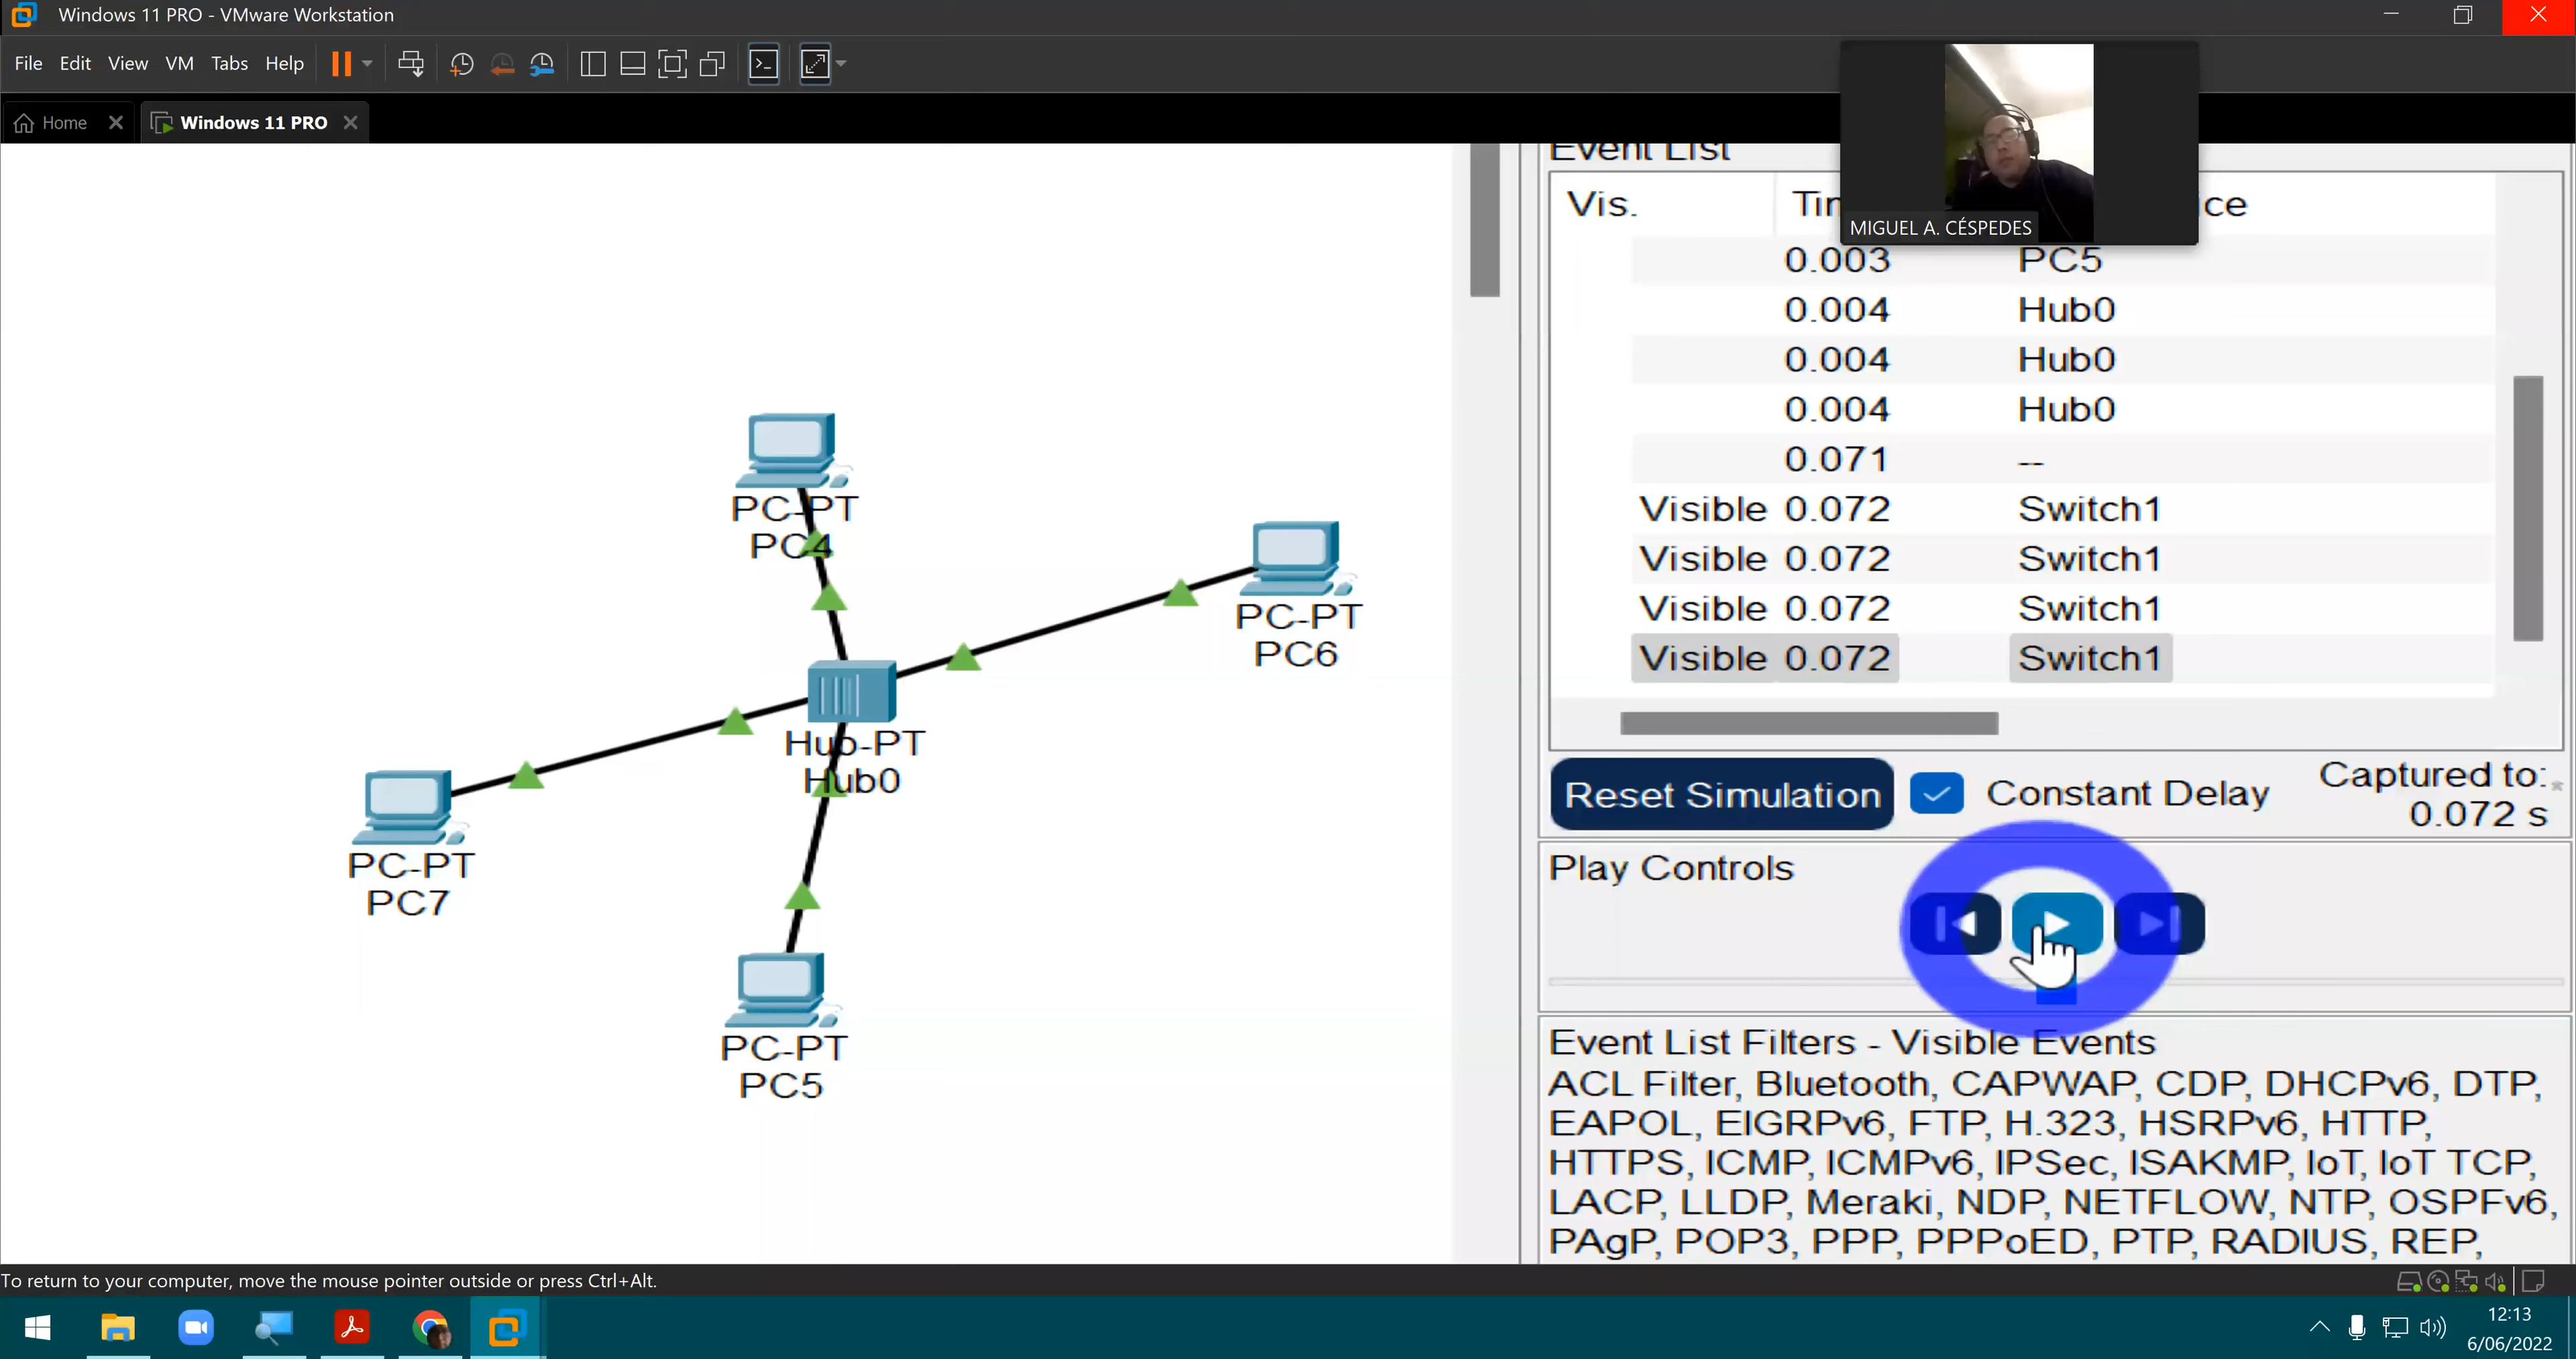 Windows 11 PRO - VMware Workstation
File Edit View VM Tabs Help
Home
Windows 11 PRO
MIGUEL A. CÉSPEDES
PC-PT
PC4
PC-PT
PC6
Hub-PT
Hub0
PC-PT
PC7
PC-PT
PC5
Event List
Vis.
0.003 PC5
0.004 Hub0
0.004 Hub0
0.004 Hub0
0.071 --
Visible 0.072 Switch1
Visible 0.072 Switch1
Visible 0.072 Switch1
Visible 0.072 Switch1
Reset Simulation Constant Delay Captured to:
0.072 s
Play Controls
Event List Filters - Visible Events
ACL Filter, Bluetooth, CAPWAP, CDP, DHCPv6, DTP,
EAPOL, EIGRPv6, FTP, H.323, HSRPv6, HTTP,
HTTPS, ICMP, ICMPv6, IPSec, ISAKMP, IoT, IoT TCP,
LACP, LLDP, Meraki, NDP, NETFLOW, NTP, OSPFv6,
PAgP, POP3, PPP, PPPoED, PTP, RADIUS, REP,
To return to your computer, move the mouse pointer outside or press Ctrl+Alt.
12:13
6/06/2022